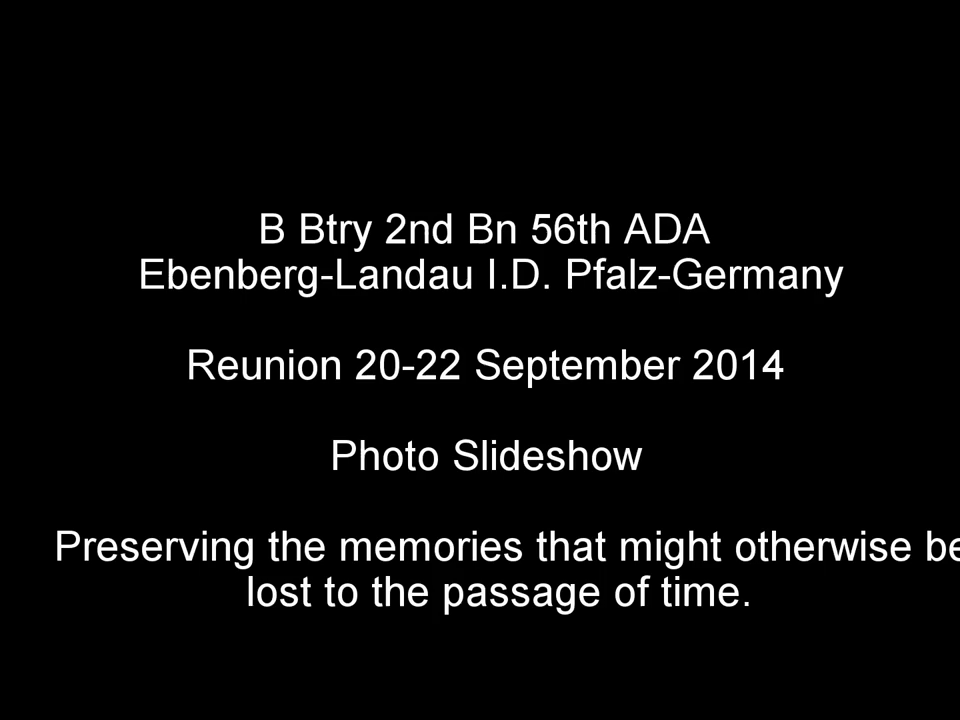 B Btry 2nd Bn 56th ADA
Ebenberg-Landau I.D. Pfalz-Germany
Reunion 20-22 September 2014
Photo Slideshow
Preserving the memories that might otherwise be
lost to the passage of time.